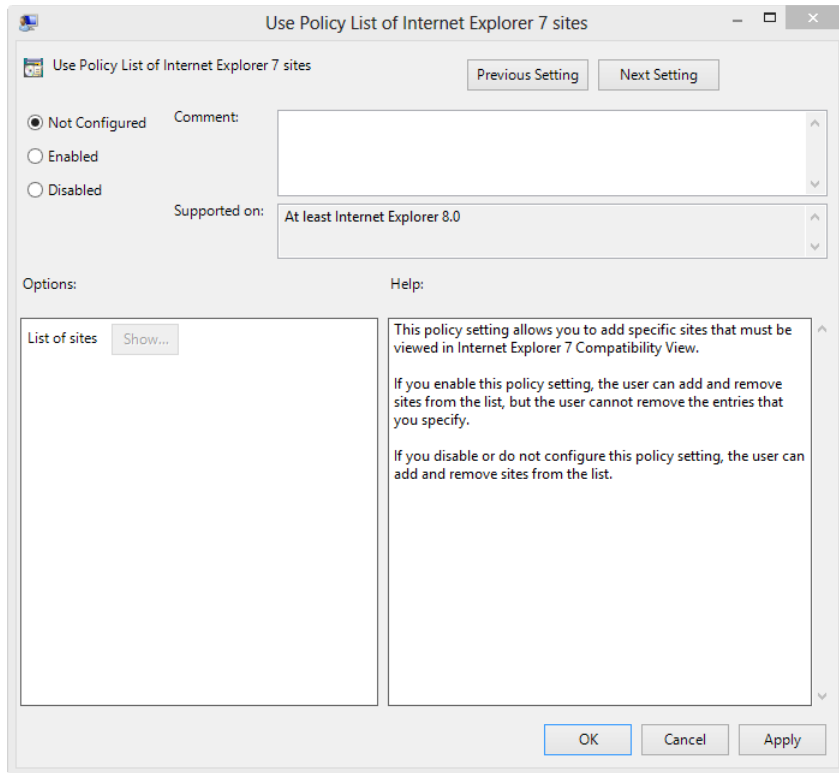 Use Policy List of Internet Explorer 7 sites
Use Policy List of Internet Explorer 7 sites
Previous Setting
Next Setting
Not Configured
Comment:
Enabled
Disabled
Supported on:
At least Internet Explorer 8.0
Options:
Help:
List of sites
Show...
This policy setting allows you to add specific sites that must be
viewed in Internet Explorer 7 Compatibility View.
If you enable this policy setting, the user can add and remove
sites from the list, but the user cannot remove the entries that
you specify.
If you disable or do not configure this policy setting, the user can
add and remove sites from the list.
OK
Cancel
Apply